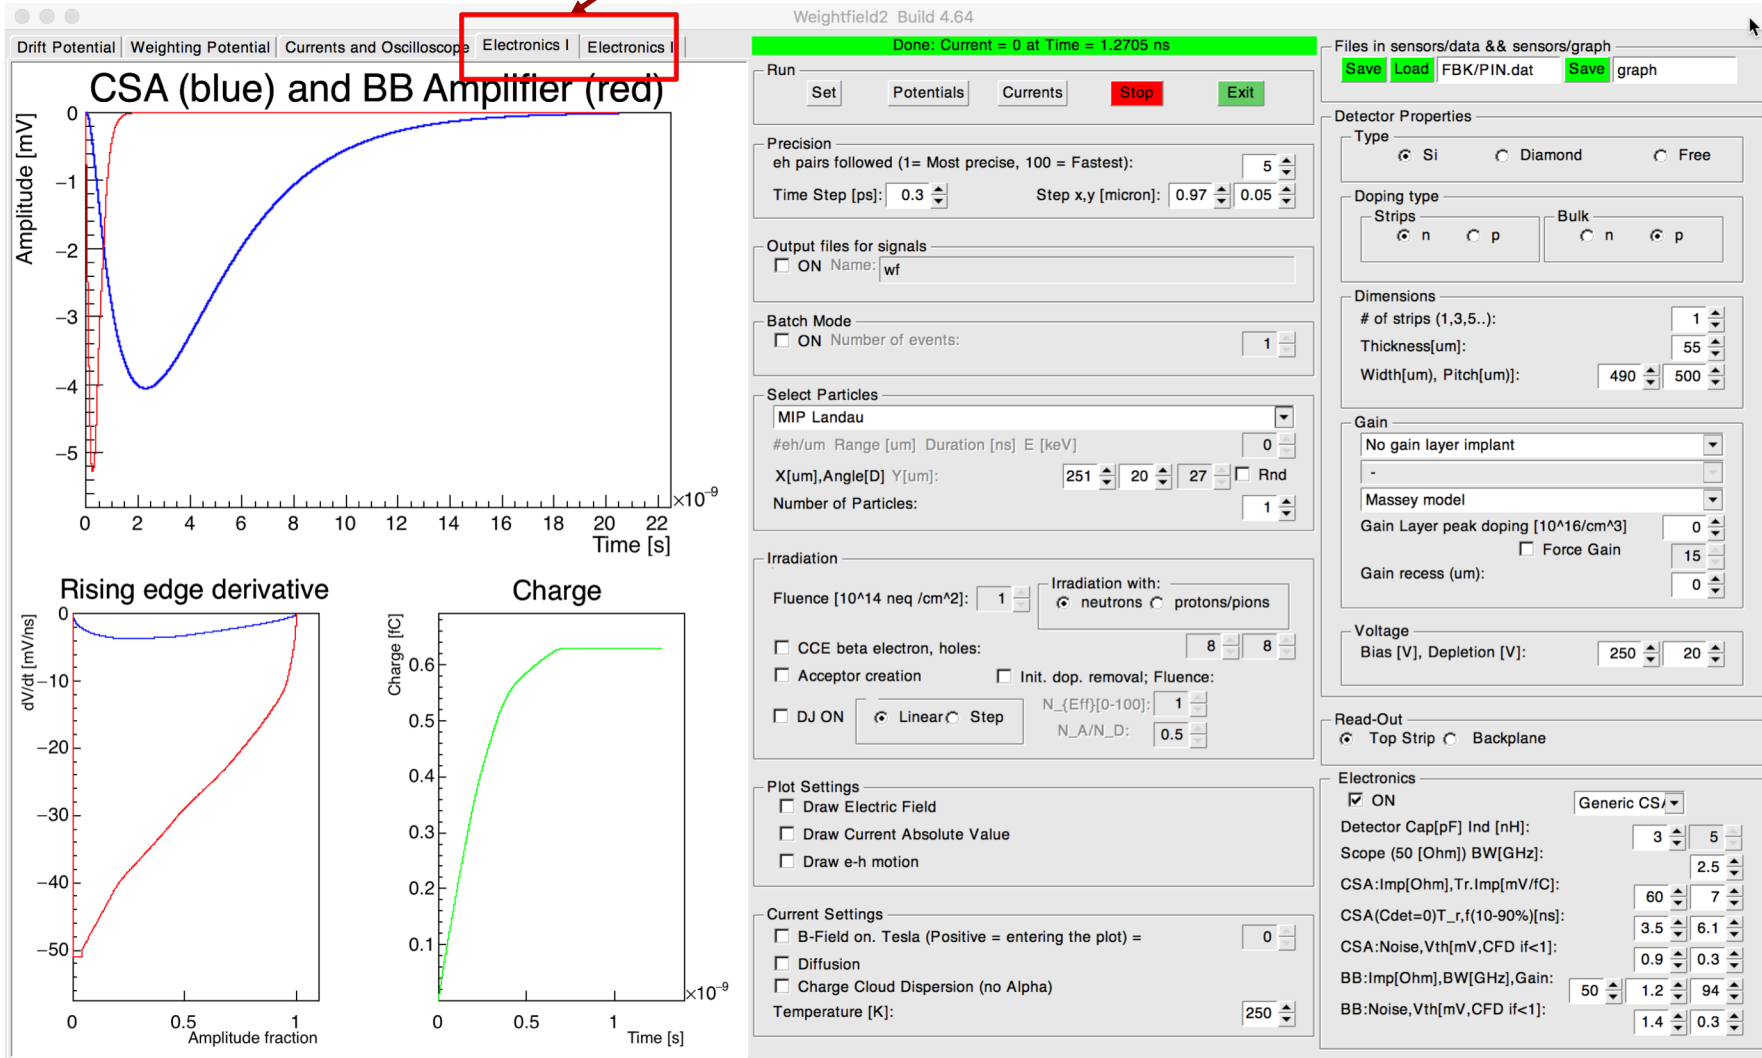 Weightfield2 Build 4.64
Drift Potential
Weighting Potential
Currents and Oscilloscope
Electronics I
Electronics I
CSA (blue) and BB Amplifier (red)
Amplitude [mV]
0
−1
−2
−3
−4
−5
0 2 4 6 8 10 12 14 16 18 20 22
×10⁻⁹
Time [s]
Rising edge derivative
dV/dt [mV/ns]
0
−10
−20
−30
−40
−50
0 0.5 1
Amplitude fraction
Charge
Charge [fC]
0.6
0.5
0.4
0.3
0.2
0.1
0 0.5 1
×10⁻⁹
Time [s]
Done: Current = 0 at Time = 1.2705 ns
Run
Set Potentials Currents Stop Exit
Precision
eh pairs followed (1= Most precise, 100 = Fastest): 5
Time Step [ps]: 0.3 Step x,y [micron]: 0.97 0.05
Output files for signals
ON Name: wf
Batch Mode
ON Number of events: 1
Select Particles
MIP Landau
#eh/um Range [um] Duration [ns] E [keV] 0
X[um],Angle[D] Y[um]: 251 20 27 Rnd
Number of Particles: 1
Irradiation
Fluence [10^14 neq /cm^2]: 1
Irradiation with:
neutrons protons/pions
CCE beta electron, holes: 8 8
Acceptor creation Init. dop. removal; Fluence:
DJ ON Linear Step
N_{Eff}[0-100]: 1
N_A/N_D: 0.5
Plot Settings
Draw Electric Field
Draw Current Absolute Value
Draw e-h motion
Current Settings
B-Field on. Tesla (Positive = entering the plot) = 0
Diffusion
Charge Cloud Dispersion (no Alpha)
Temperature [K]: 250
Files in sensors/data && sensors/graph
Save Load FBK/PIN.dat Save graph
Detector Properties
Type
Si Diamond Free
Doping type
Strips
n p
Bulk
n p
Dimensions
# of strips (1,3,5..): 1
Thickness[um]: 55
Width[um), Pitch[um)]: 490 500
Gain
No gain layer implant
-
Massey model
Gain Layer peak doping [10^16/cm^3] 0
Force Gain 15
Gain recess (um): 0
Voltage
Bias [V], Depletion [V]: 250 20
Read-Out
Top Strip Backplane
Electronics
ON Generic CSA
Detector Cap[pF] Ind [nH]: 3 5
Scope (50 [Ohm]) BW[GHz]: 2.5
CSA:Imp[Ohm],Tr.Imp[mV/fC]: 60 7
CSA(Cdet=0)T_r,f(10-90%)[ns]: 3.5 6.1
CSA:Noise,Vth[mV,CFD if<1]: 0.9 0.3
BB:Imp[Ohm],BW[GHz],Gain: 50 1.2 94
BB:Noise,Vth[mV,CFD if<1]: 1.4 0.3